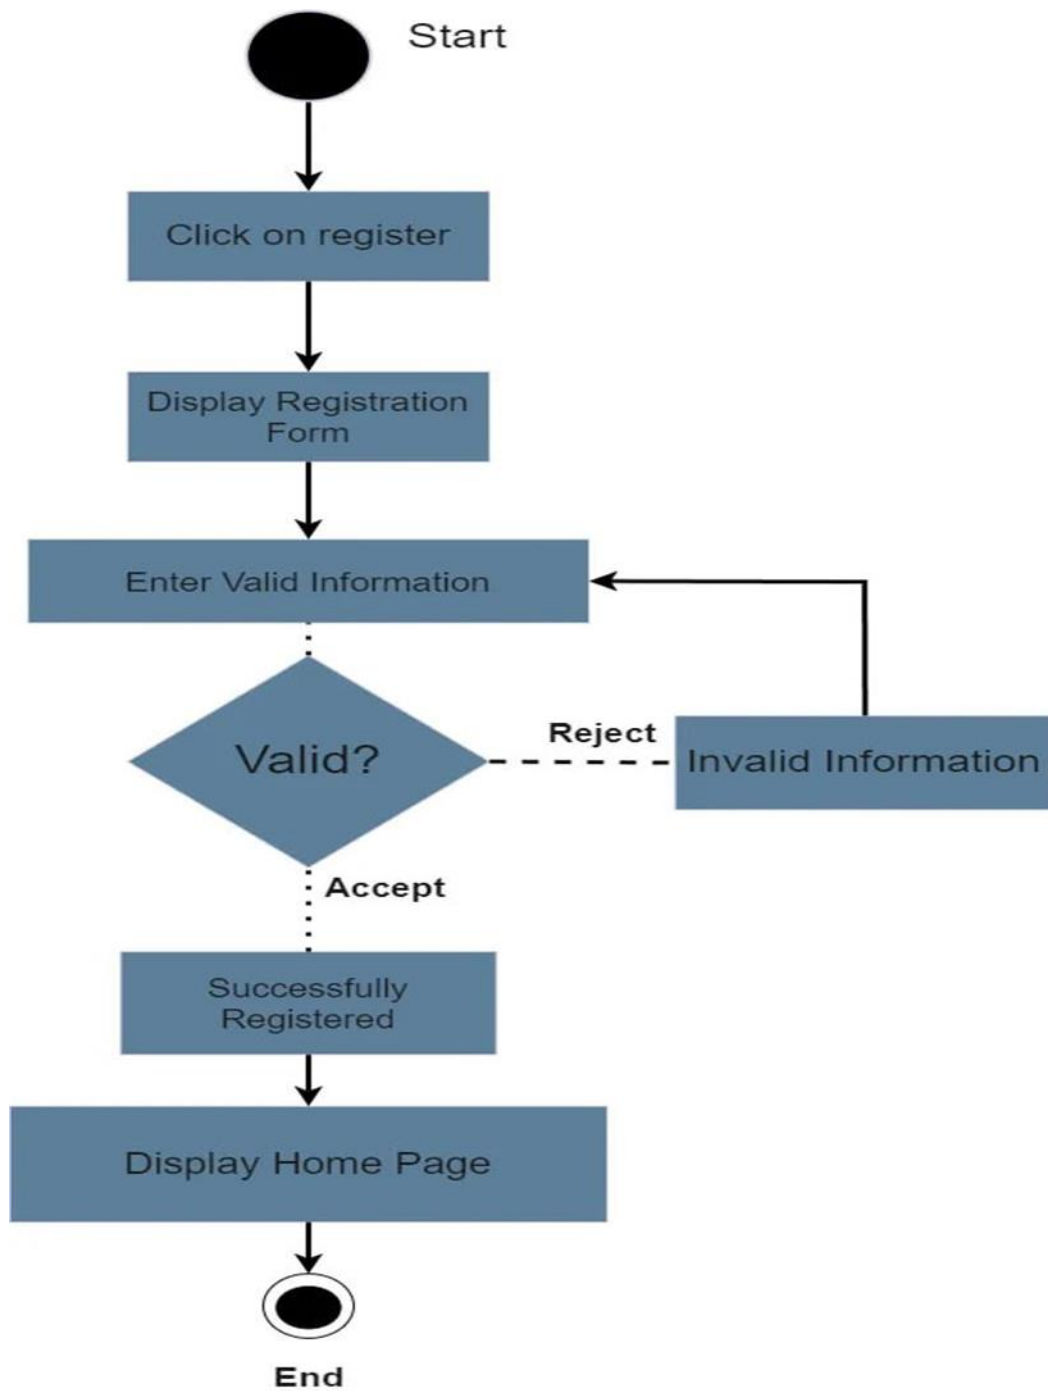 Start
Click on register
Display Registration
Form
Enter Valid Information
Valid?
Reject
Invalid Information
Accept
Successfully
Registered
Display Home Page
End